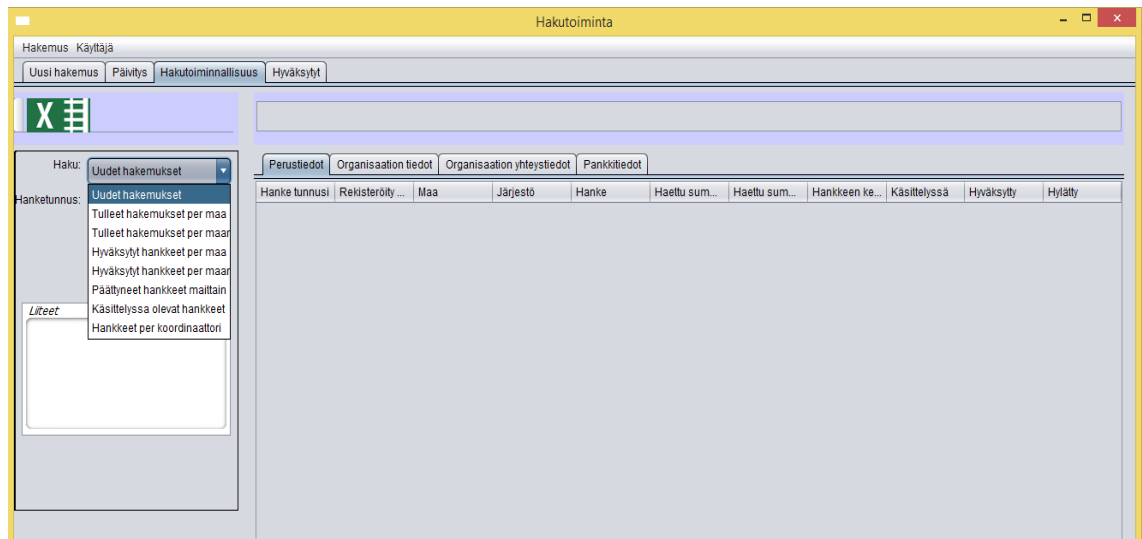 Hakutoiminta
Hakemus Käyttäjä
Uusi hakemus Päivitys Hakutoiminnallisuus Hyväksytyt
X
Haku: Uudet hakemukset
Hanketunnus:
Uudet hakemukset
Tulleet hakemukset per maa
Tulleet hakemukset per maan
Hyväksytyt hankkeet per maa
Hyväksytyt hankkeet per maan
Päättyneet hankkeet maittain
Käsittelyssa olevat hankkeet
Hankkeet per koordinaattori
Liiteet
Perustiedot Organisaation tiedot Organisaation yhteystiedot Pankkitiedot
Hanke tunnusi Rekisteröity ... Maa Järjestö Hanke Haettu sum... Haettu sum... Hankkeen ke... Käsittelyssä Hyväksytty Hylätty